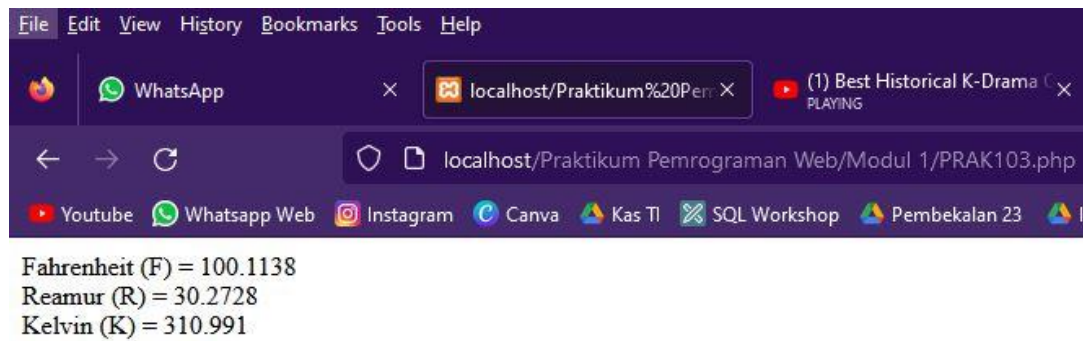 File Edit View History Bookmarks Tools Help
WhatsApp localhost/Praktikum%20Pem (1) Best Historical K-Drama
PLAYING
localhost/Praktikum Pemrograman Web/Modul 1/PRAK103.php
Youtube Whatsapp Web Instagram Canva Kas TI SQL Workshop Pembekalan 23
Fahrenheit (F) = 100.1138
Reamur (R) = 30.2728
Kelvin (K) = 310.991